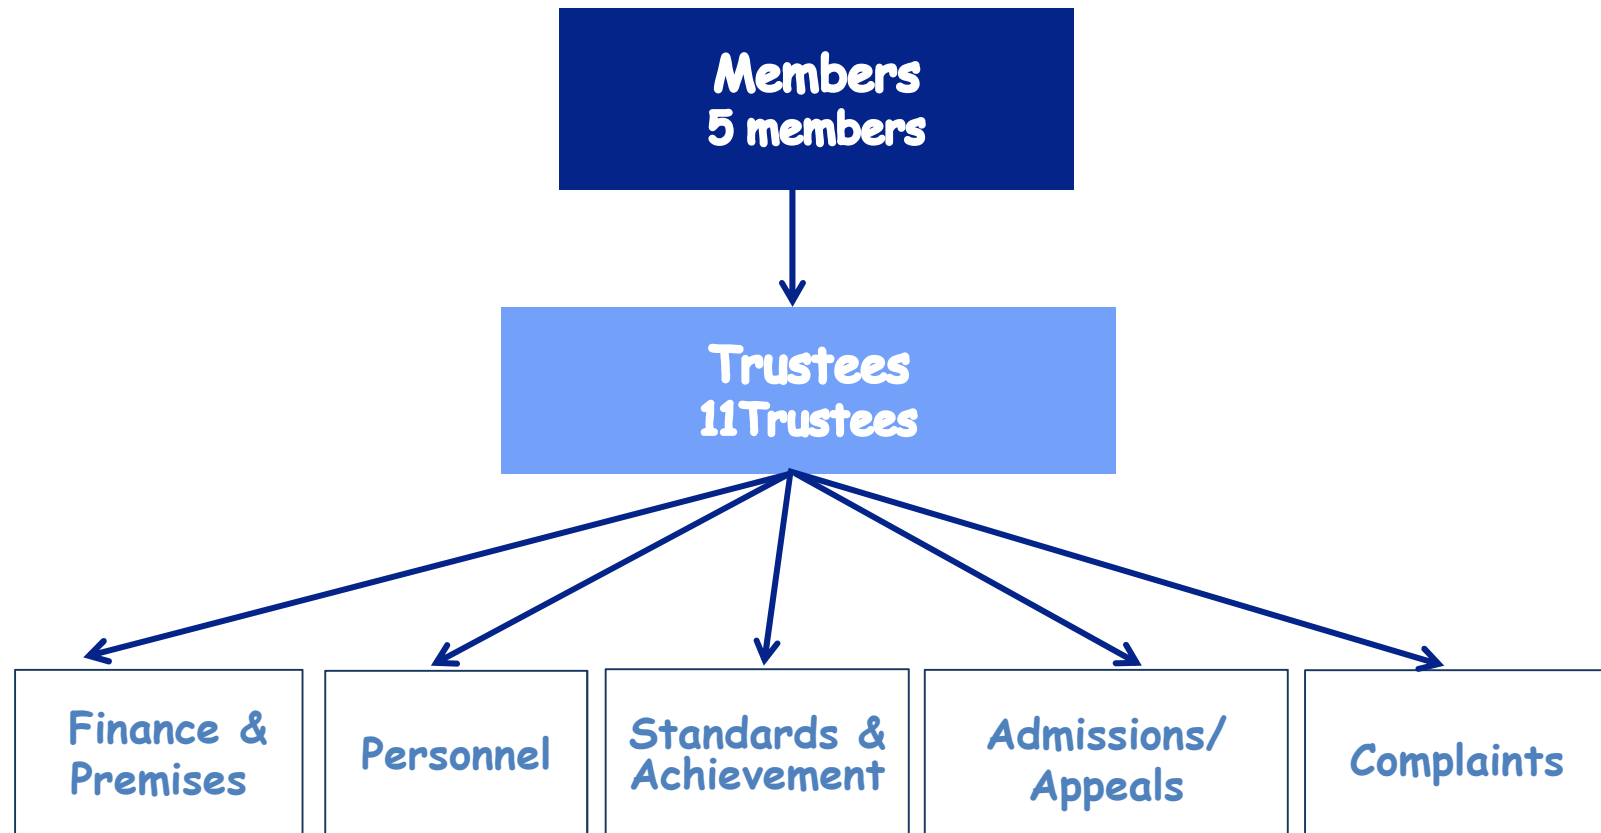 Members
5 members
Trustees
11Trustees
Finance &
Premises
Personnel
Standards &
Achievement
Admissions/
Appeals
Complaints